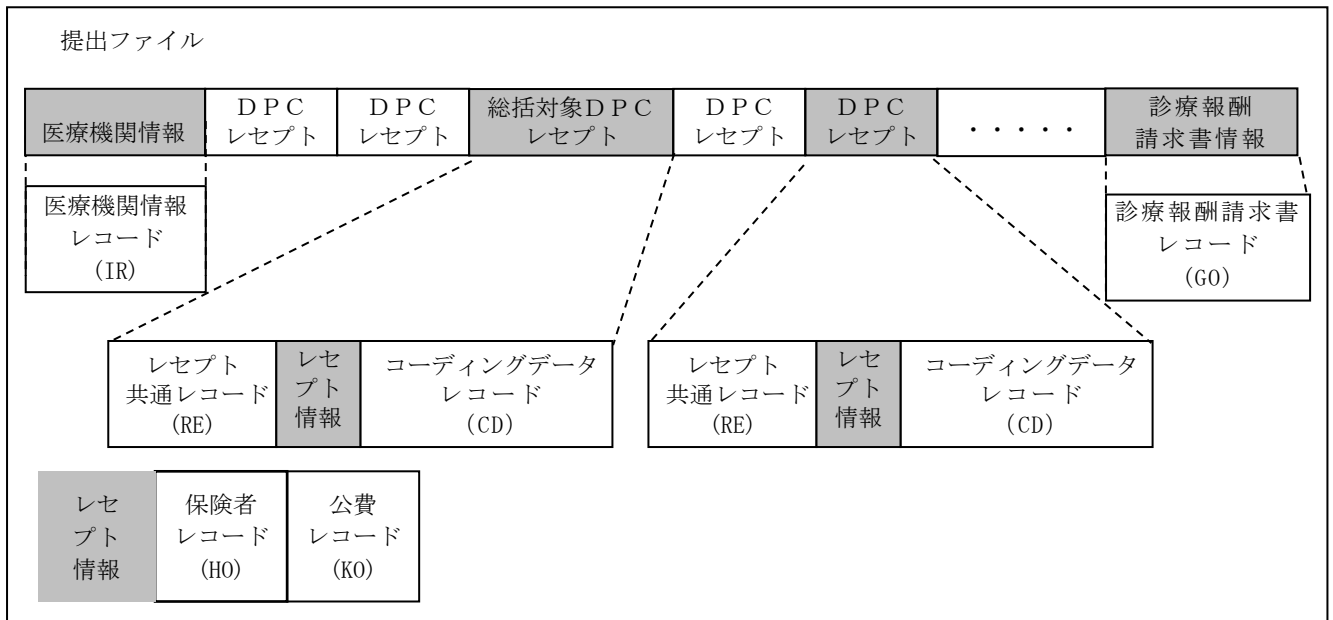 提出ファイル
医療機関情報
ＤＰＣ
レセプト
ＤＰＣ
レセプト
総括対象ＤＰＣ
レセプト
ＤＰＣ
レセプト
ＤＰＣ
レセプト
・・・・・
診療報酬
請求書情報
医療機関情報
レコード
(IR)
診療報酬請求書
レコード
(GO)
レセプト
共通レコード
(RE)
レセ
プト
情報
コーディングデータ
レコード
(CD)
レセプト
共通レコード
(RE)
レセ
プト
情報
コーディングデータ
レコード
(CD)
レセ
プト
情報
保険者
レコード
(HO)
公費
レコード
(KO)